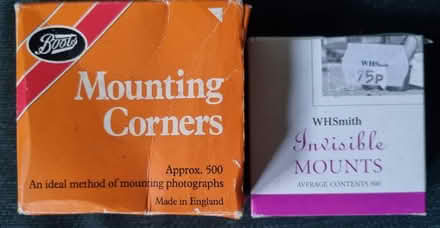 Boots
Mounting
Corners
Approx. 500
An ideal method of mounting photographs
Made in England
WHS
75P
WHSmith
Invisible
MOUNTS
AVERAGE CONTENTS 500